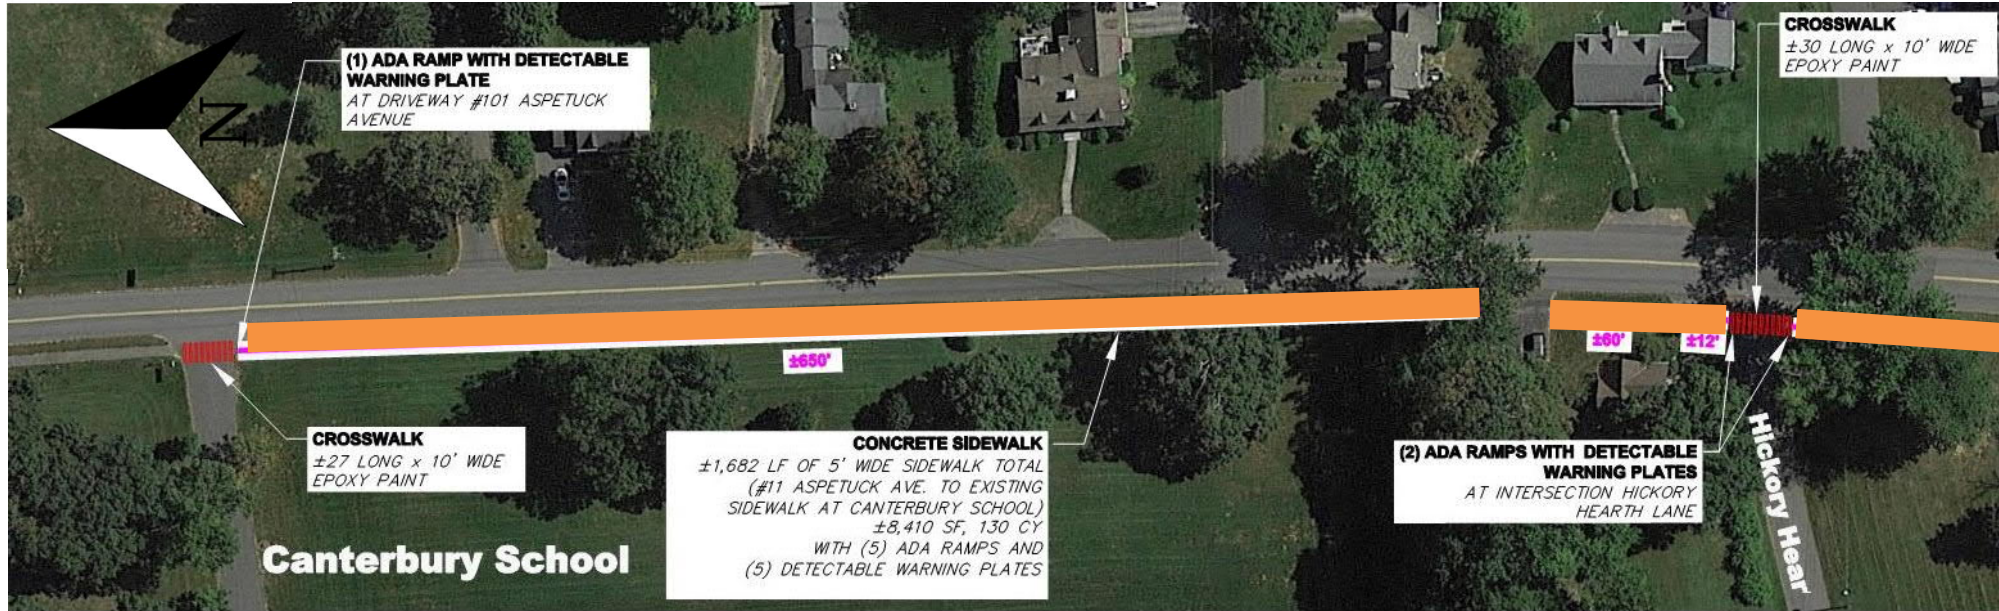 N
(1) ADA RAMP WITH DETECTABLE
WARNING PLATE
AT DRIVEWAY #101 ASPETUCK
AVENUE
CROSSWALK
±30 LONG x 10' WIDE
EPOXY PAINT
±650'
±60'
±12'
CROSSWALK
±27 LONG x 10' WIDE
EPOXY PAINT
CONCRETE SIDEWALK
±1,682 LF OF 5' WIDE SIDEWALK TOTAL
(#11 ASPETUCK AVE. TO EXISTING
SIDEWALK AT CANTERBURY SCHOOL)
±8,410 SF, 130 CY
WITH (5) ADA RAMPS AND
(5) DETECTABLE WARNING PLATES
(2) ADA RAMPS WITH DETECTABLE
WARNING PLATES
AT INTERSECTION HICKORY
HEARTH LANE
Hickory Hear
Canterbury School